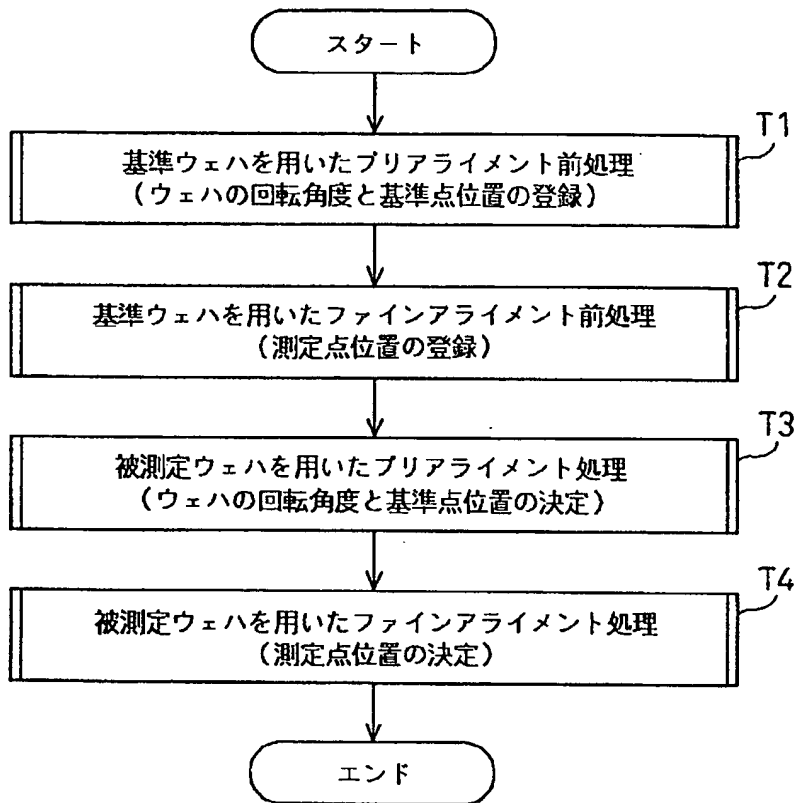 スタート
T1
基準ウェハを用いたプリアライメント前処理
(ウェハの回転角度と基準点位置の登録)
T2
基準ウェハを用いたファインアライメント前処理
(測定点位置の登録)
T3
被測定ウェハを用いたプリアライメント処理
(ウェハの回転角度と基準点位置の決定)
T4
被測定ウェハを用いたファインアライメント処理
(測定点位置の決定)
エンド